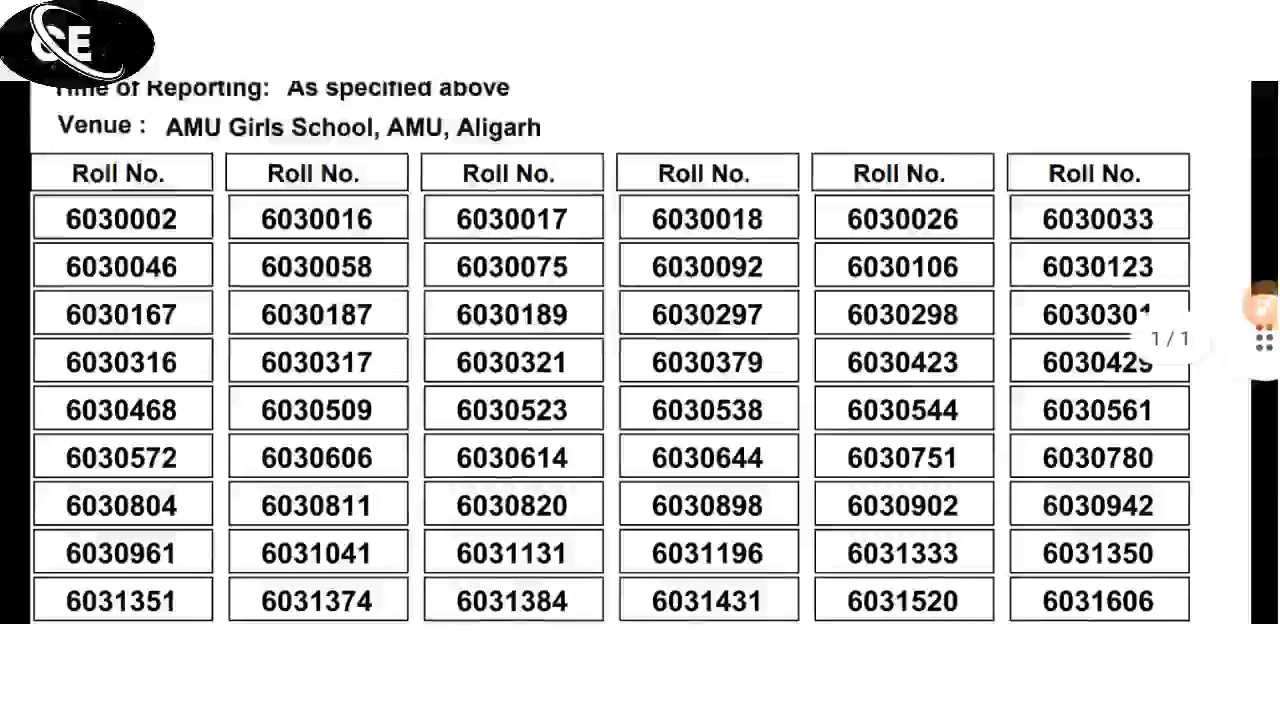 CE
Time of Reporting: As specified above
Venue : AMU Girls School, AMU, Aligarh
Roll No. Roll No. Roll No. Roll No. Roll No. Roll No.
6030002 6030016 6030017 6030018 6030026 6030033
6030046 6030058 6030075 6030092 6030106 6030123
6030167 6030187 6030189 6030297 6030298 6030301
1 / 1
6030316 6030317 6030321 6030379 6030423 6030429
6030468 6030509 6030523 6030538 6030544 6030561
6030572 6030606 6030614 6030644 6030751 6030780
6030804 6030811 6030820 6030898 6030902 6030942
6030961 6031041 6031131 6031196 6031333 6031350
6031351 6031374 6031384 6031431 6031520 6031606